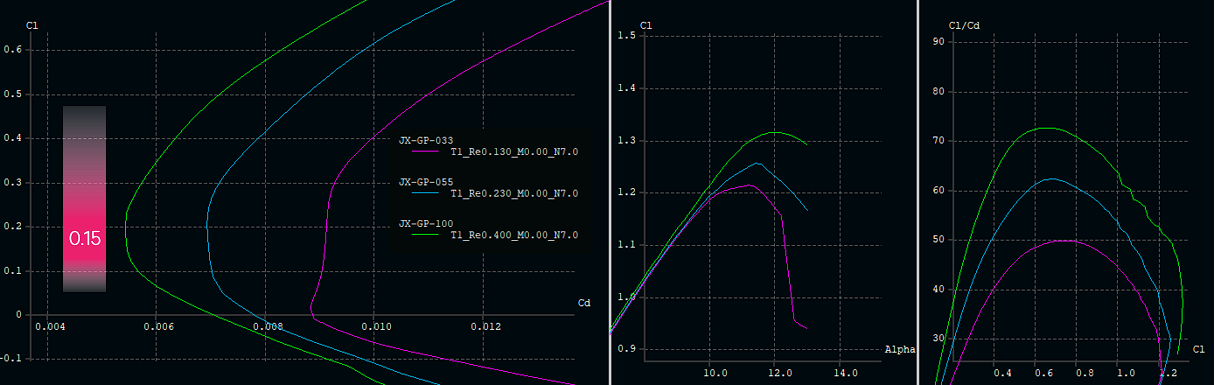 Cl
0.6
0.5
0.4
0.3
0.2
0.1
0
-0.1
0.15
JX-GP-033
T1_Re0.130_M0.00_N7.0
JX-GP-055
T1_Re0.230_M0.00_N7.0
JX-GP-100
T1_Re0.400_M0.00_N7.0
Cd
0.004 0.006 0.008 0.010 0.012
Cl
1.5
1.4
1.3
1.2
1.1
1.0
0.9
Alpha
10.0 12.0 14.0
Cl/Cd
90
80
70
60
50
40
30
Cl
0.4 0.6 0.8 1.0 1.2